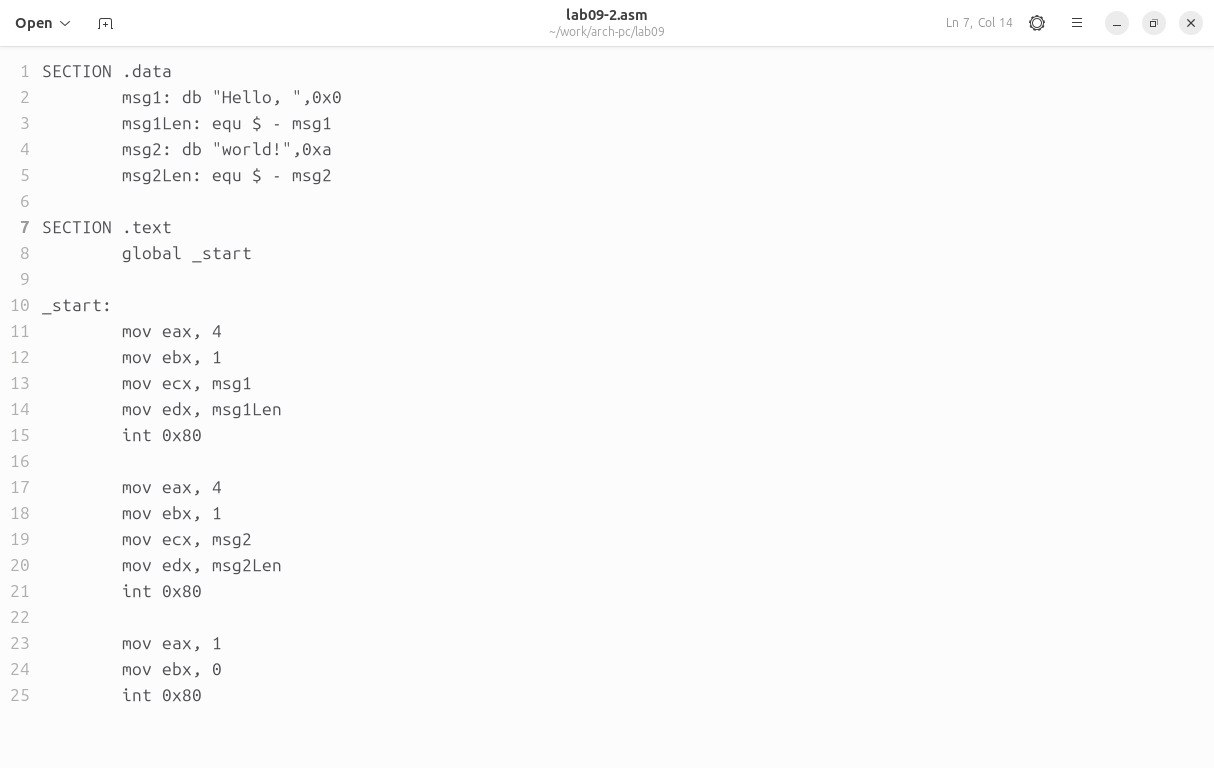 Open
lab09-2.asm
~/work/arch-pc/lab09
Ln 7, Col 14
1 SECTION .data
2         msg1: db "Hello, ",0x0
3         msg1Len: equ $ - msg1
4         msg2: db "world!",0xa
5         msg2Len: equ $ - msg2
6
7 SECTION .text
8         global _start
9
10 _start:
11         mov eax, 4
12         mov ebx, 1
13         mov ecx, msg1
14         mov edx, msg1Len
15         int 0x80
16
17         mov eax, 4
18         mov ebx, 1
19         mov ecx, msg2
20         mov edx, msg2Len
21         int 0x80
22
23         mov eax, 1
24         mov ebx, 0
25         int 0x80